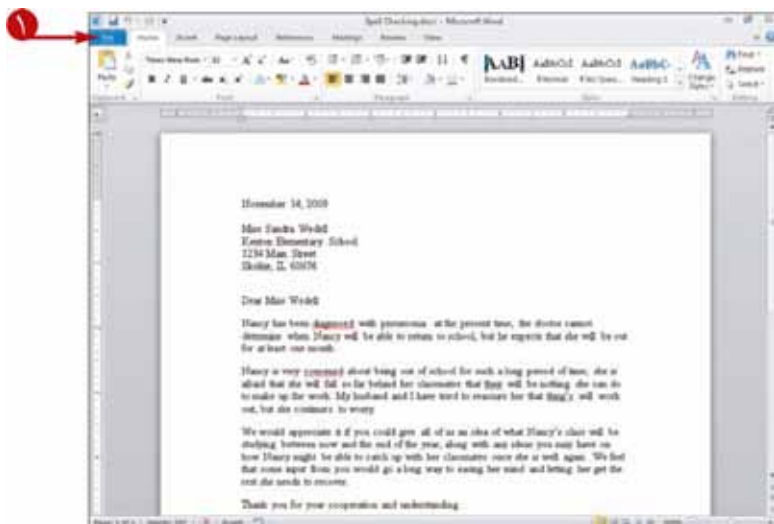 ١
Spell Checking.docx - Microsoft Word
File Home Insert Page Layout References Mailings Review View
Paste
Change
Font Paragraph Styles Editing
November 14, 2009
Miss Sandra Wedell
Kenton Elementary School
1234 Main Street
Skokie, IL 60076
Dear Miss Wedell
Nancy has been diagnosed with pneumonia at the present time, the doctor cannot
determine when Nancy will be able to return to school, but he expects that she will be out
for at least one month.
Nancy is very about being out of school for such a long period of time, she is
afraid that she will fall so far behind her classmates that will be nothing she can do
to make up the work. My husband and I have tried to reassure her that will work
out, but she continues to worry.
We would appreciate it if you could give all of us an idea of what Nancy's class will be
studying between now and the end of the year, along with any ideas you may have on
how Nancy might be able to catch up with her classmates once she is well again. We feel
that some input from you would go a long way to easing her mind and letting her get the
rest she needs to recover.
Thank you for your cooperation and understanding.